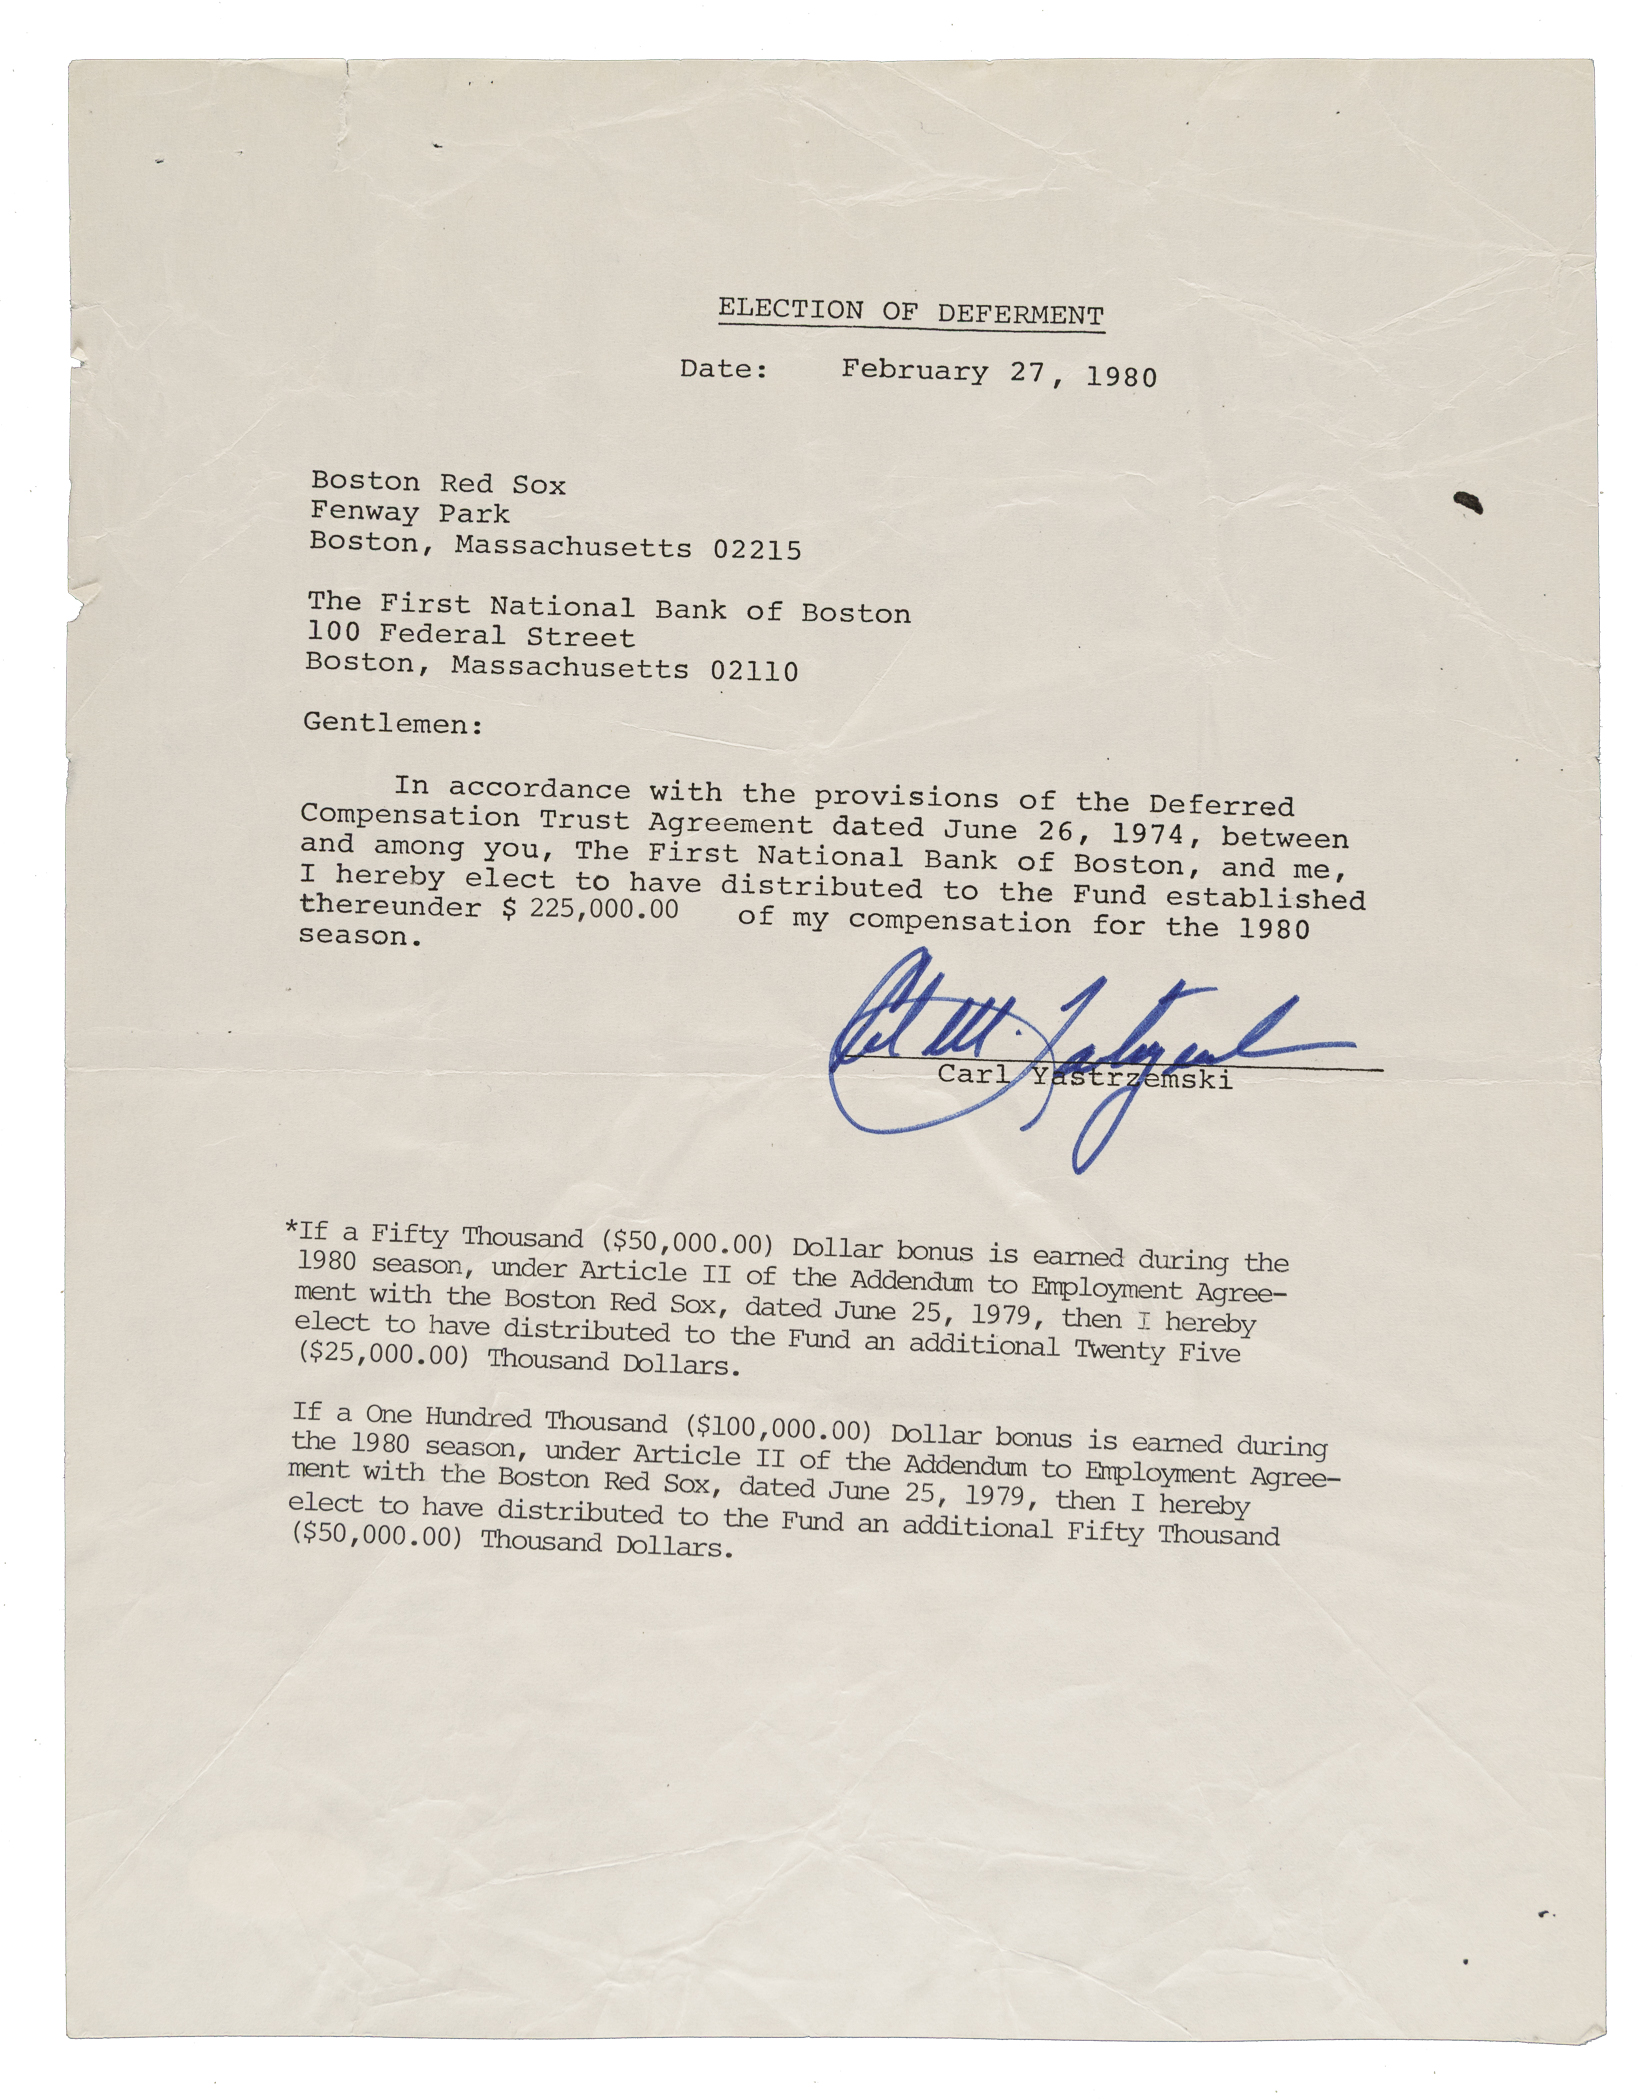 ELECTION OF DEFERMENT
Date: February 27, 1980
Boston Red Sox
Fenway Park
Boston, Massachusetts 02215
The First National Bank of Boston
100 Federal Street
Boston, Massachusetts 02110
Gentlemen:
In accordance with the provisions of the Deferred
Compensation Trust Agreement dated June 26, 1974, between
and among you, The First National Bank of Boston, and me,
I hereby elect to have distributed to the Fund established
thereunder $ 225,000.00 of my compensation for the 1980
season.
Carl M. Yastrzemski
Carl Yastrzemski
*If a Fifty Thousand ($50,000.00) Dollar bonus is earned during the
1980 season, under Article II of the Addendum to Employment Agree-
ment with the Boston Red Sox, dated June 25, 1979, then I hereby
elect to have distributed to the Fund an additional Twenty Five
($25,000.00) Thousand Dollars.
If a One Hundred Thousand ($100,000.00) Dollar bonus is earned during
the 1980 season, under Article II of the Addendum to Employment Agree-
ment with the Boston Red Sox, dated June 25, 1979, then I hereby
elect to have distributed to the Fund an additional Fifty Thousand
($50,000.00) Thousand Dollars.